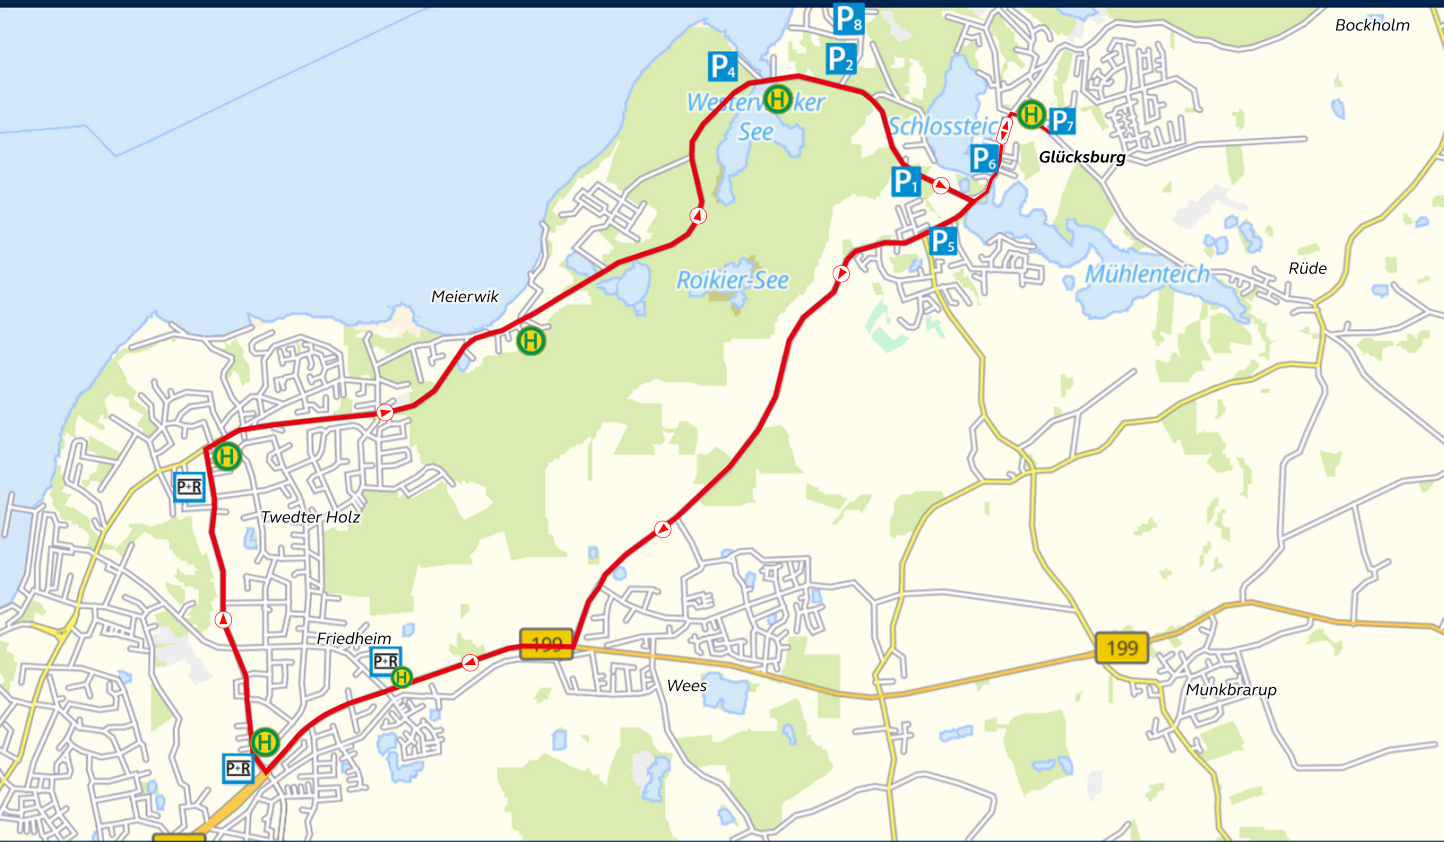 P8
Bockholm
P2
P4
Westerwerker
See
H
Schlossteich
H
P7
P6
Glücksburg
P1
P5
Roikier-See
Mühlenteich
Rüde
Meierwik
H
H
P+R
Twedter Holz
Friedheim
P+R
H
199
199
Wees
Munkbrarup
H
P+R